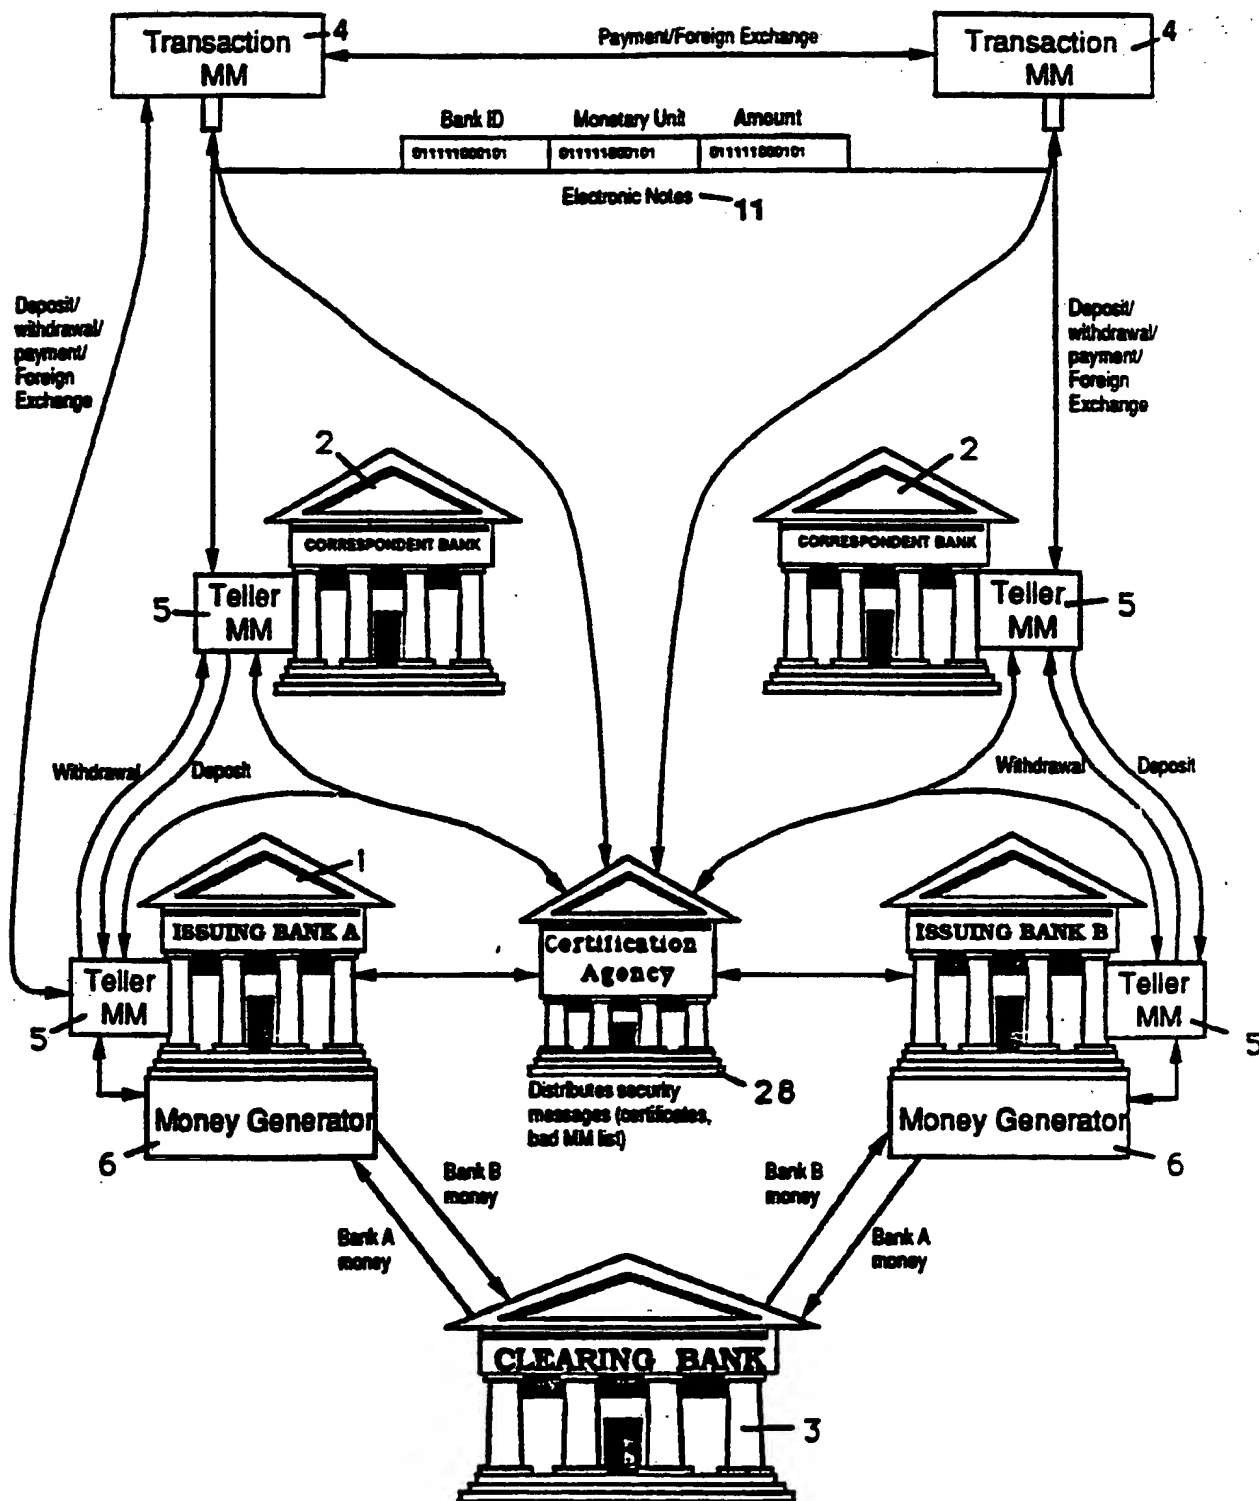 Transaction
MM
4
Payment/Foreign Exchange
Transaction
MM
4
Bank ID
Monetary Unit
Amount
011111000101
011111000101
011111000101
Electronic Notes
11
Deposit/
withdrawal/
payment/
Foreign
Exchange
Deposit/
withdrawal/
payment/
Foreign
Exchange
2
CORRESPONDENT BANK
2
CORRESPONDENT BANK
Teller
MM
5
Teller
MM
5
Withdrawal
Deposit
Withdrawal
Deposit
1
ISSUING BANK A
Certification
Agency
ISSUING BANK B
Teller
MM
5
Teller
MM
5
Distributes security
messages (certificates,
bad MM list)
28
Money Generator
6
Money Generator
6
Bank B
money
Bank A
money
Bank B
money
Bank A
money
CLEARING BANK
3